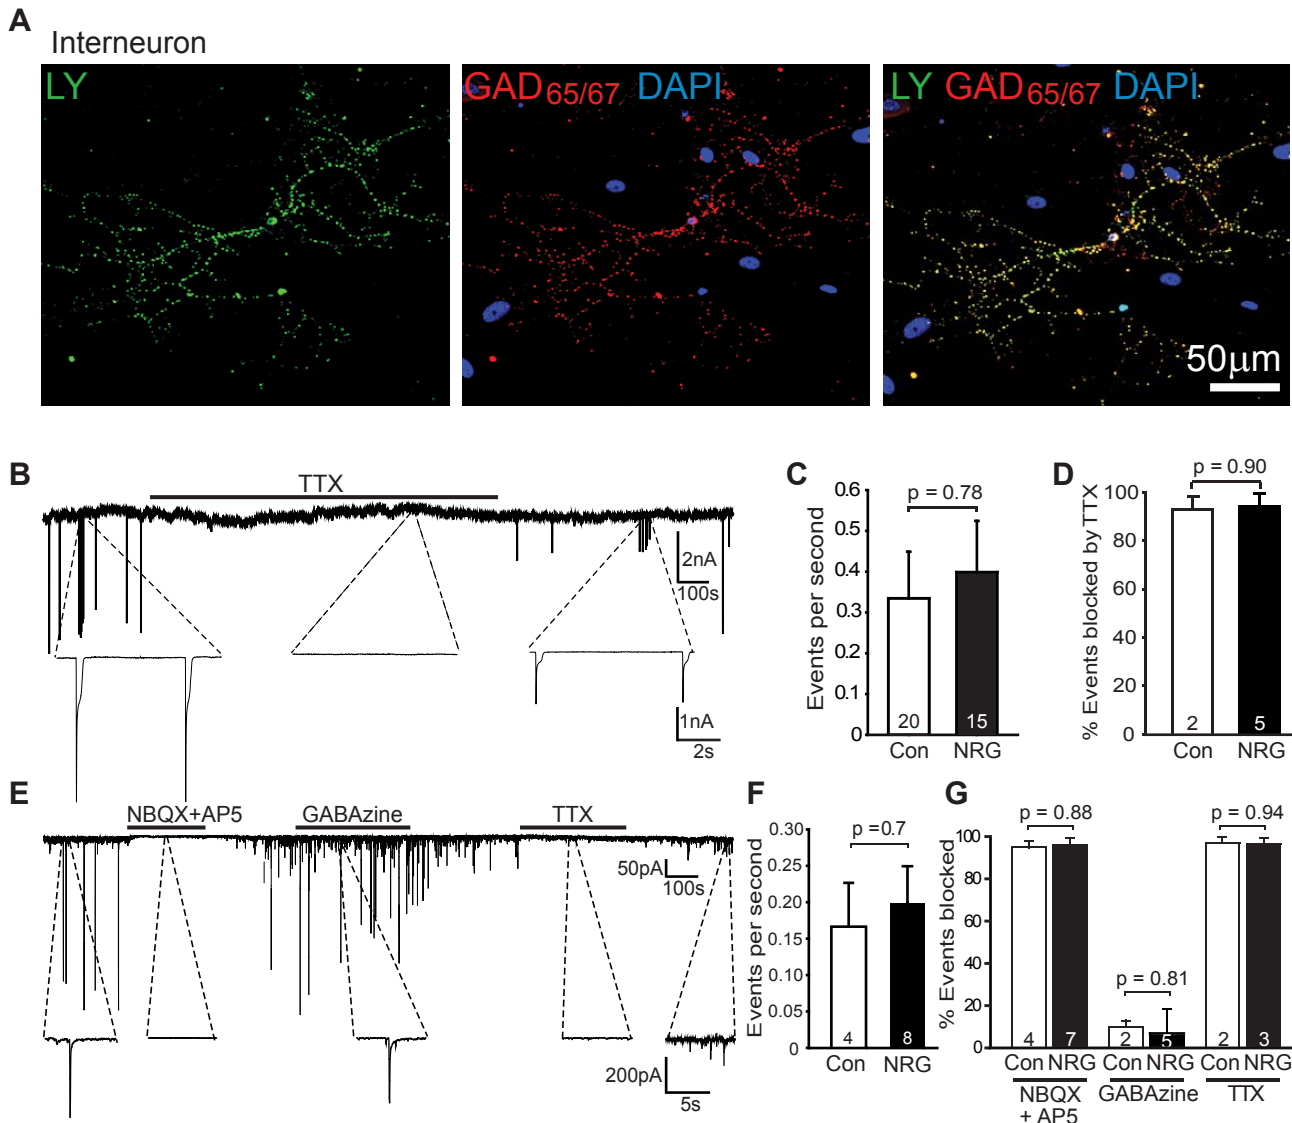 A
Interneuron
LY
GAD65/67 DAPI
LY GAD65/67 DAPI
50μm
B
TTX
2nA
100s
1nA
2s
C
p = 0.78
Events per second
0.6
0.5
0.4
0.3
0.2
0.1
0
20
15
Con NRG
D
p = 0.90
% Events blocked by TTX
100
80
60
40
20
0
2
5
Con NRG
E
NBQX+AP5
GABAzine
TTX
50pA
100s
200pA
5s
F
p =0.7
Events per second
0.30
0.25
0.20
0.15
0.10
0.05
0
4
8
Con NRG
G
p = 0.88
p = 0.94
p = 0.81
% Events blocked
100
80
60
40
20
0
4
7
2
5
2
3
Con NRG Con NRG Con NRG
NBQX
+ AP5
GABAzine
TTX